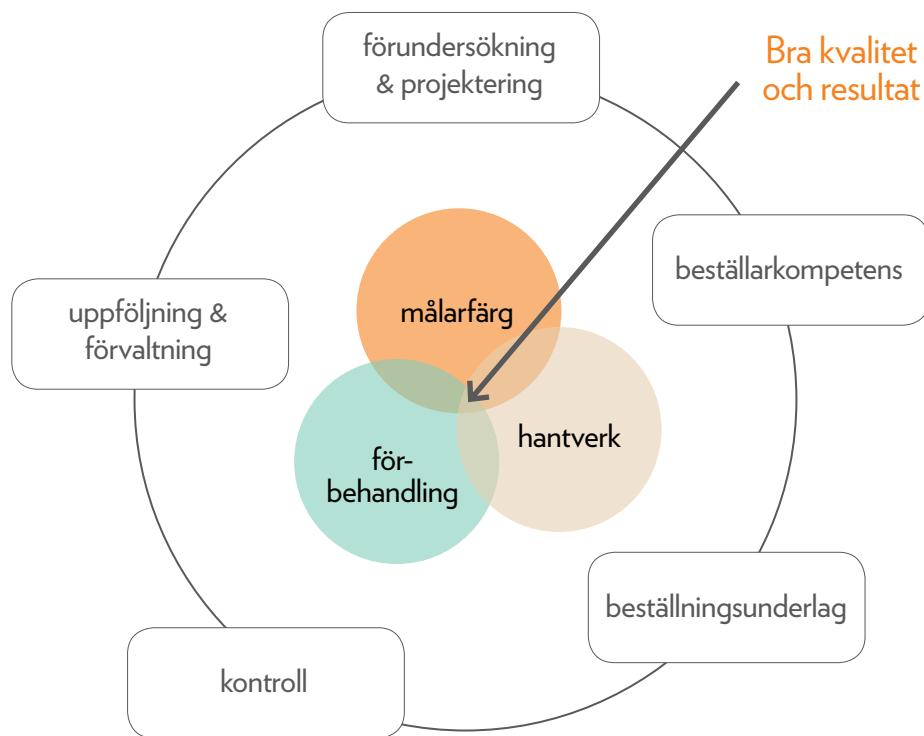 förundersökning
& projektering
Bra kvalitet
och resultat
beställarkompetens
uppföljning &
förvaltning
målarfärg
hantverk
för-
behandling
beställningsunderlag
kontroll